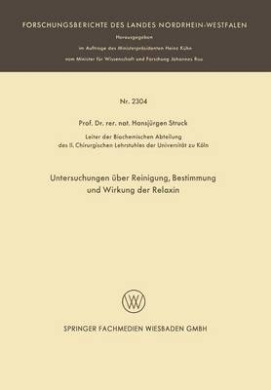 FORSCHUNGSBERICHTE DES LANDES NORDRHEIN-WESTFALEN
Herausgegeben
im Auftrage des Ministerpräsidenten Heinz Kühn
vom Minister für Wissenschaft und Forschung Johannes Rau
Nr. 2304
Prof. Dr. rer. nat. Hansjürgen Struck
Leiter der Biochemischen Abteilung
des II. Chirurgischen Lehrstuhles der Universität zu Köln
Untersuchungen über Reinigung, Bestimmung
und Wirkung der Relaxin
SPRINGER FACHMEDIEN WIESBADEN GMBH